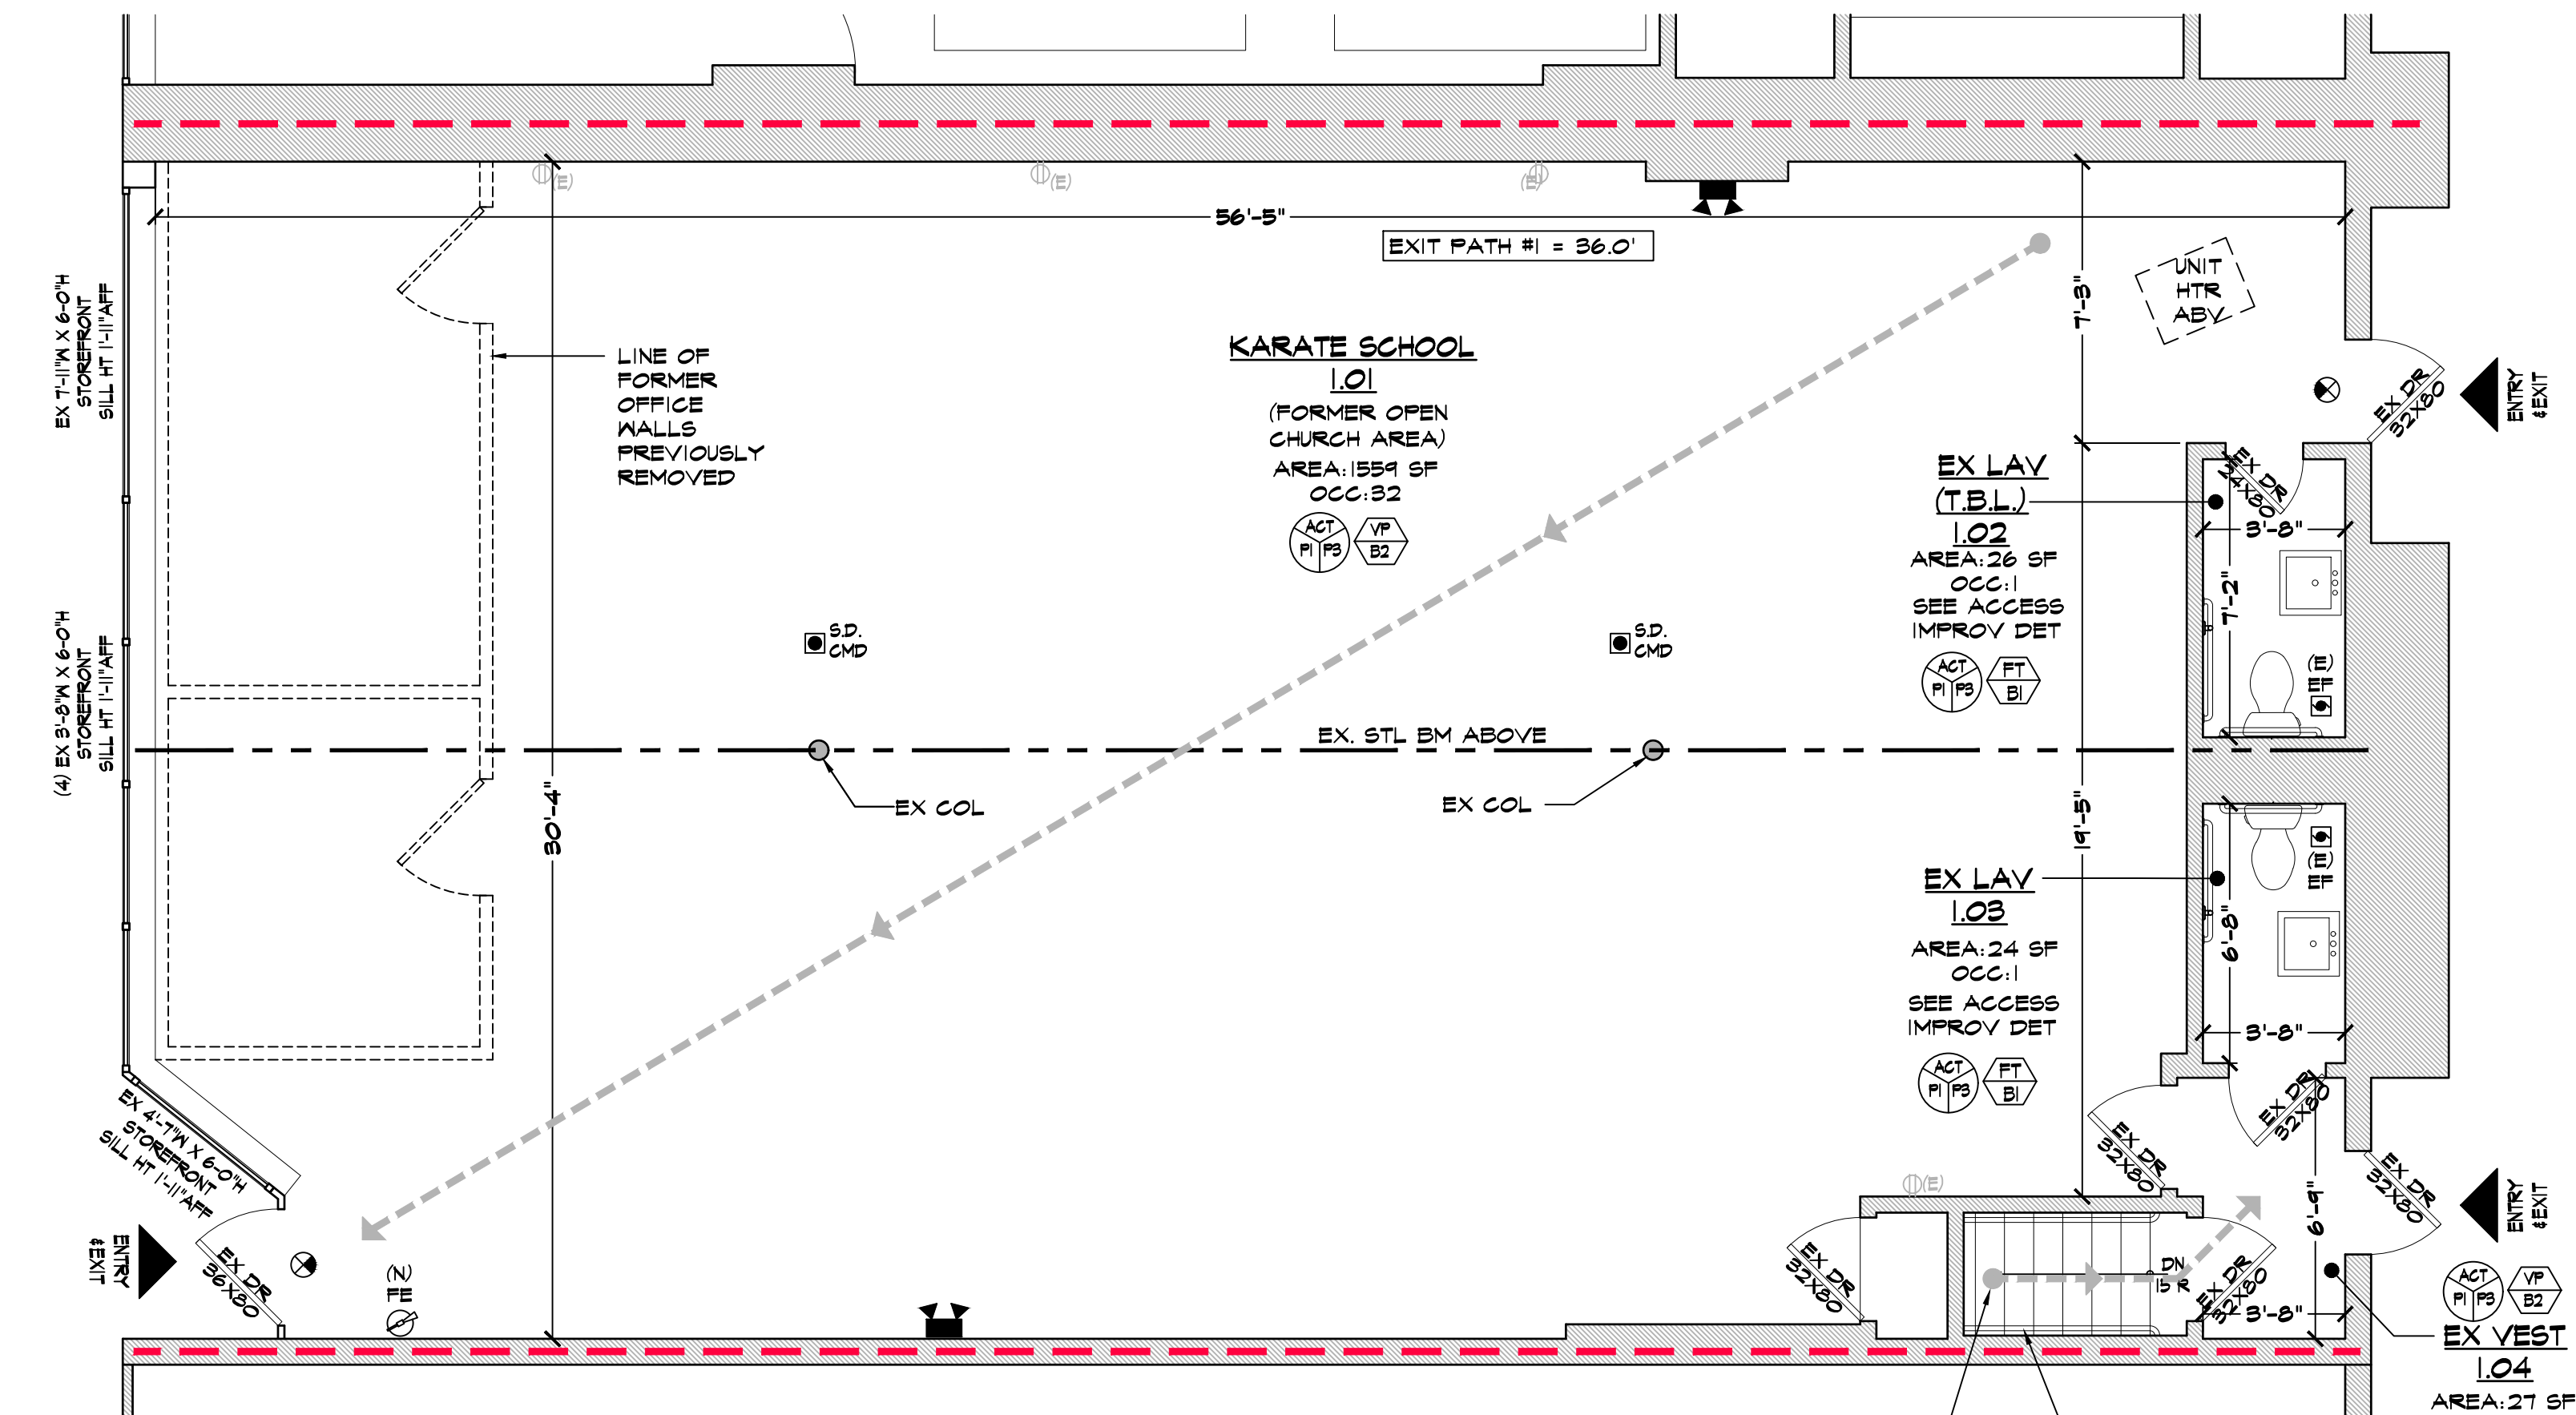 56'-5"
EXIT PATH #1 = 36.0'
(E)
(E)
(E)
UNIT
HTR
ABV
7'-3"
EX 7'-11"W X 6-0"H
STOREFRONT
SILL HT 1'-11"AFF
LINE OF
FORMER
OFFICE
WALLS
PREVIOUSLY
REMOVED
KARATE SCHOOL
1.01
(FORMER OPEN
CHURCH AREA)
AREA:1559 SF
OCC:32
ACT
P1 P3
VP
B2
EX DR
32X80
ENTRY
&EXIT
EX LAV
(T.B.L.)
1.02
AREA:26 SF
OCC:1
SEE ACCESS
IMPROV DET
ACT
P1 P3
FT
B1
DR
24X80
3'-8"
7'-2"
(E)
EF
S.D.
CMD
S.D.
CMD
(4) EX 3'-8"W X 6-0"H
STOREFRONT
SILL HT 1'-11"AFF
EX. STL BM ABOVE
EX COL
EX COL
30'-4"
19'-5"
(E)
EF
EX LAV
1.03
AREA:24 SF
OCC:1
SEE ACCESS
IMPROV DET
ACT
P1 P3
FT
B1
6'-8"
3'-8"
EX DR
32X80
EX DR
32X80
EX DR
32X80
EX 4'-7"W X 6-0"H
STOREFRONT
SILL HT 1'-11"AFF
ENTRY
&EXIT
EX DR
36X80
(N)
FE
(E)
EX DR
32X80
DN
15 R
EX DR
32X80
6'-9"
3'-8"
ENTRY
&EXIT
ACT
P1 P3
VP
B2
EX VEST
1.04
AREA:27 SF